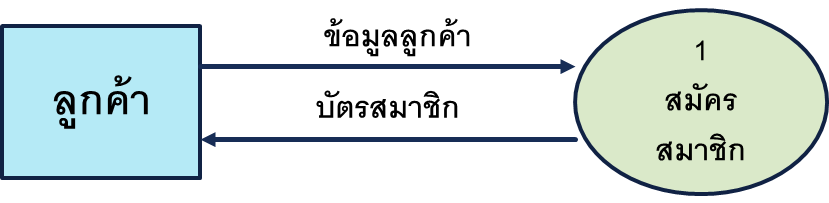 ลูกค้า
ข้อมูลลูกค้า
บัตรสมาชิก
1
สมัคร
สมาชิก